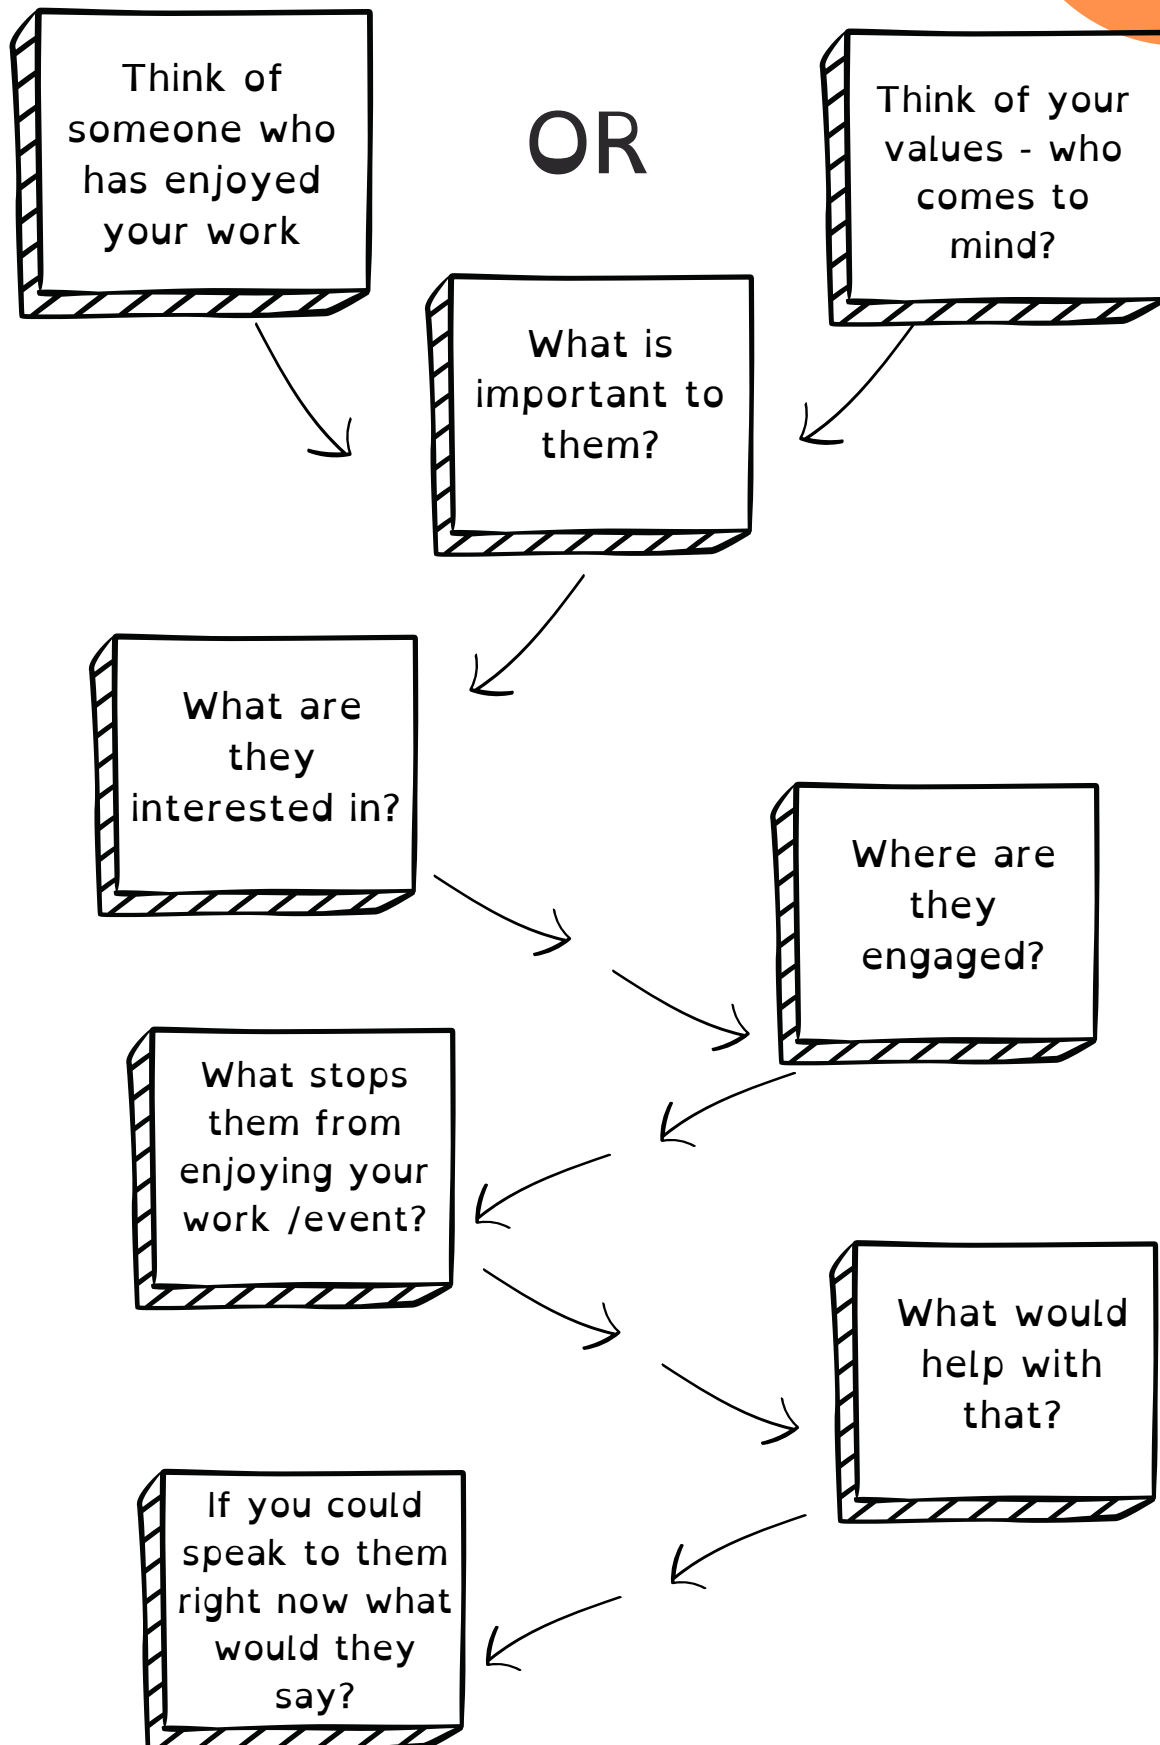 Think of
someone who
has enjoyed
your work
OR
Think of your
values - who
comes to
mind?
What is
important to
them?
What are
they
interested in?
Where are
they
engaged?
What stops
them from
enjoying your
work /event?
What would
help with
that?
If you could
speak to them
right now what
would they
say?